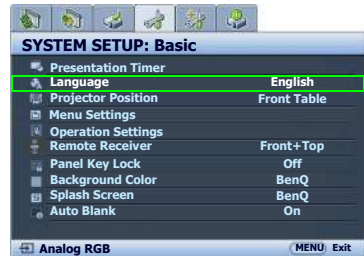 SYSTEM SETUP: Basic
Presentation Timer
Language English
Projector Position Front Table
Menu Settings
Operation Settings
Remote Receiver Front+Top
Panel Key Lock Off
Background Color BenQ
Splash Screen BenQ
Auto Blank On
Analog RGB MENU Exit